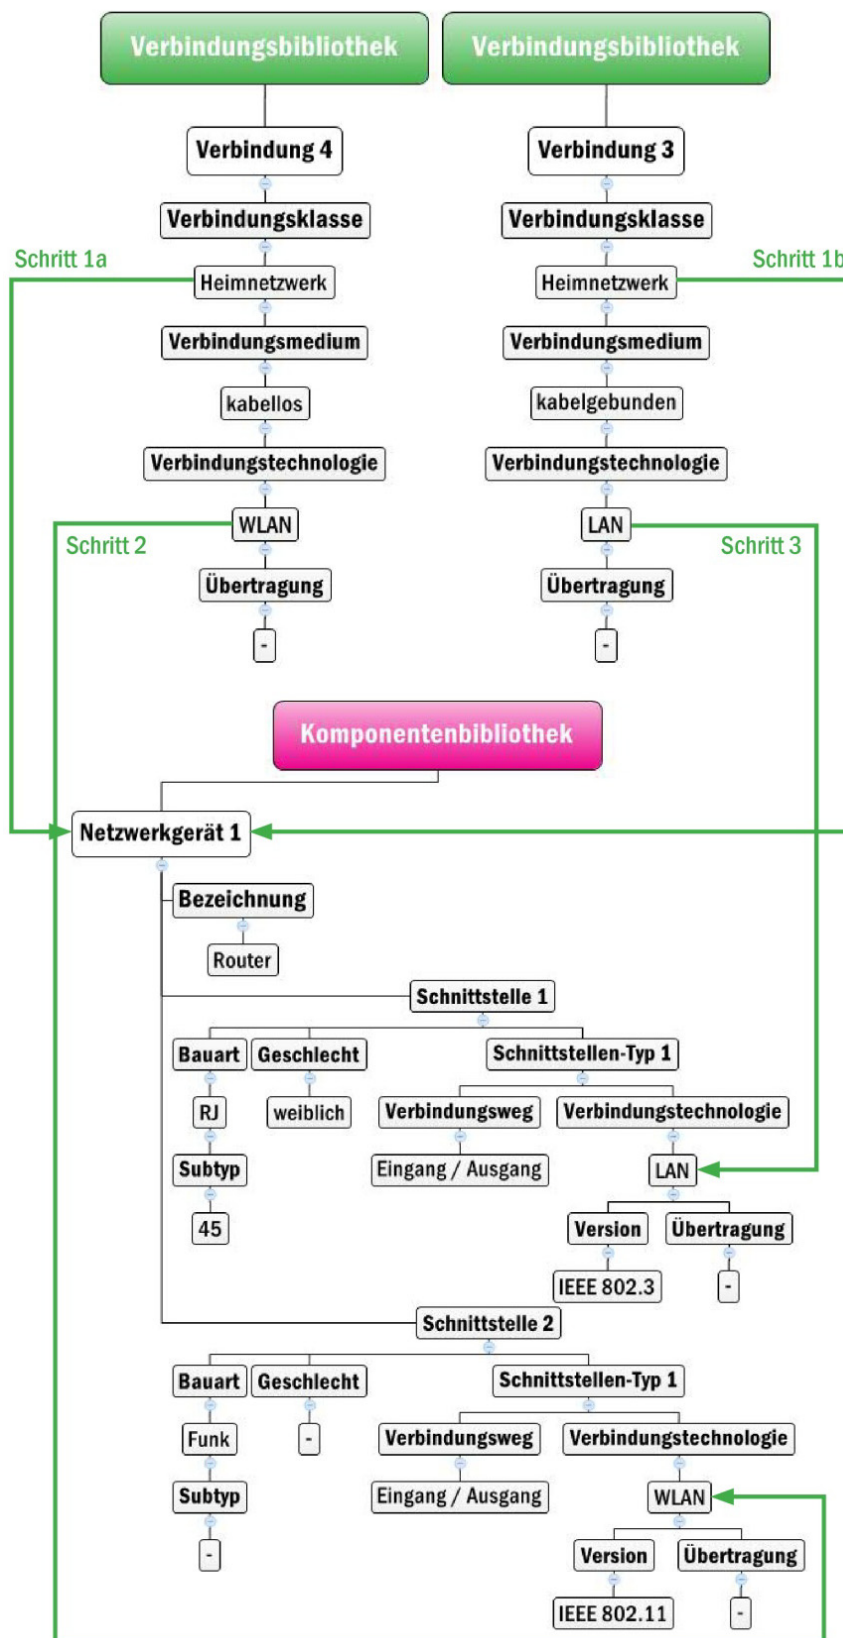 Verbindungsbibliothek Verbindungsbibliothek
Verbindung 4 Verbindung 3
Verbindungsklasse Verbindungsklasse
Schritt 1a Schritt 1b
Heimnetzwerk Heimnetzwerk
Verbindungsmedium Verbindungsmedium
kabellos kabelgebunden
Verbindungstechnologie Verbindungstechnologie
WLAN LAN
Schritt 2 Schritt 3
Übertragung Übertragung
- -
Komponentenbibliothek
Netzwerkgerät 1
Bezeichnung
Router
Schnittstelle 1
Bauart Geschlecht Schnittstellen-Typ 1
RJ weiblich Verbindungsweg Verbindungstechnologie
Subtyp Eingang / Ausgang LAN
45 Version Übertragung
IEEE 802.3 -
Schnittstelle 2
Bauart Geschlecht Schnittstellen-Typ 1
Funk - Verbindungsweg Verbindungstechnologie
Subtyp Eingang / Ausgang WLAN
- Version Übertragung
IEEE 802.11 -